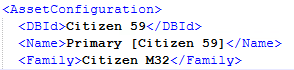 <AssetConfiguration>
<DBId>Citizen 59</DBId>
<Name>Primary [Citizen 59]</Name>
<Family>Citizen M32</Family>